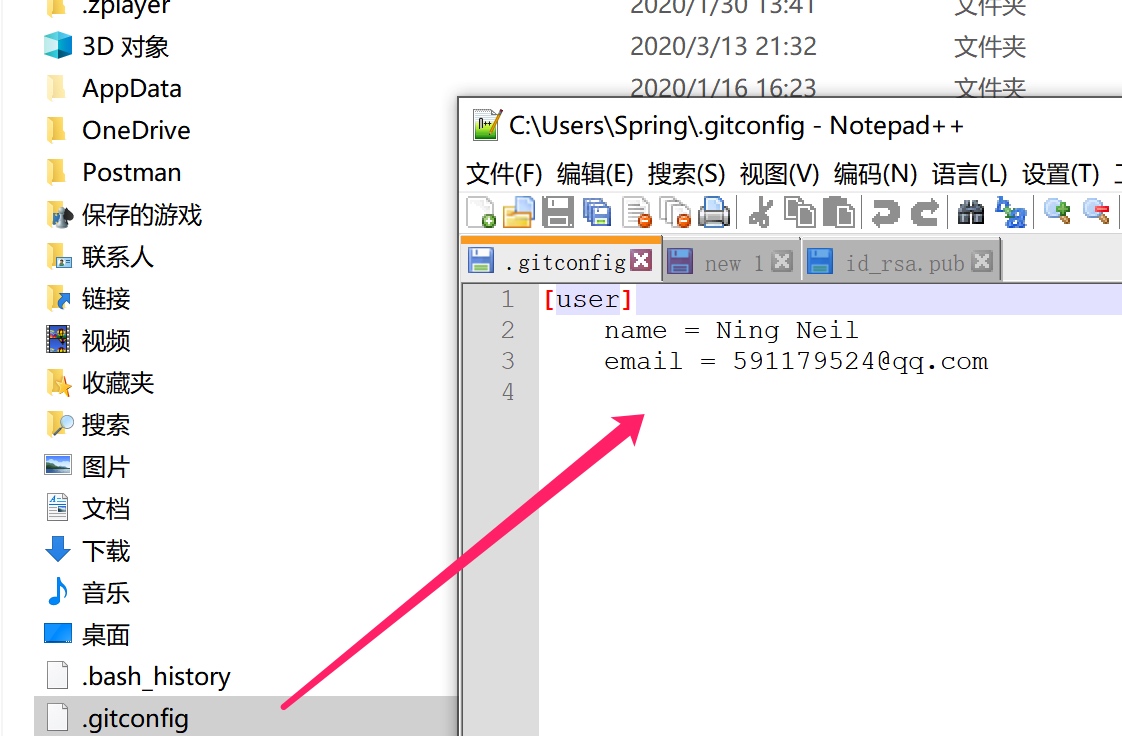 .zplayer
2020/1/30 13:41
文件夹
3D 对象
2020/3/13 21:32
文件夹
AppData
2020/1/16 16:23
文件夹
OneDrive
Postman
保存的游戏
联系人
链接
视频
收藏夹
搜索
图片
文档
下载
音乐
桌面
.bash_history
.gitconfig
C:\Users\Spring\.gitconfig - Notepad++
文件(F) 编辑(E) 搜索(S) 视图(V) 编码(N) 语言(L) 设置(T)
.gitconfig new 1 id_rsa.pub
1 [user]
2 name = Ning Neil
3 email = 591179524@qq.com
4